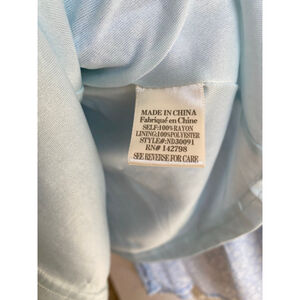 MADE IN CHINA
Fabriqué en Chine
SELF:100%RAYON
LINING:100%POLYESTER
STYLE#:ND30091
RN# 142798
SEE REVERSE FOR CARE